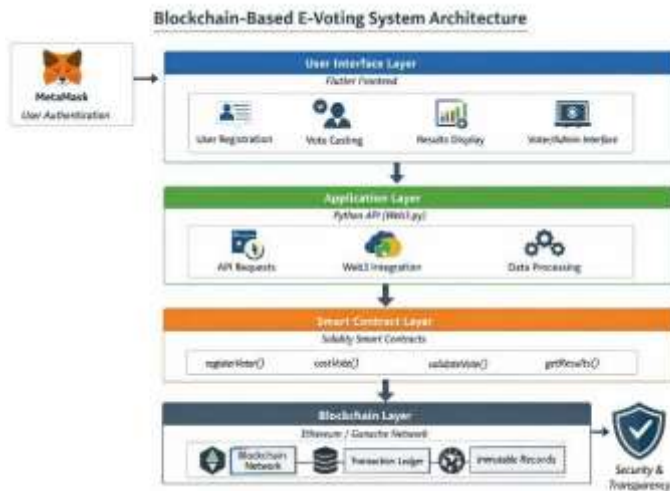 Blockchain-Based E-Voting System Architecture
MetaMask
User Authentication
User Interface Layer
Flutter Frontend
User Registration
Vote Casting
Results Display
Voter/Admin Interface
Application Layer
Python API (Web3.py)
API Requests
Web3 Integration
Data Processing
Smart Contract Layer
Solidity Smart Contracts
registerVoter()
castVote()
validateVote()
getResults()
Blockchain Layer
Ethereum / Ganache Network
Blockchain
Network
Transaction Ledger
Immutable Records
Security &
Transparency